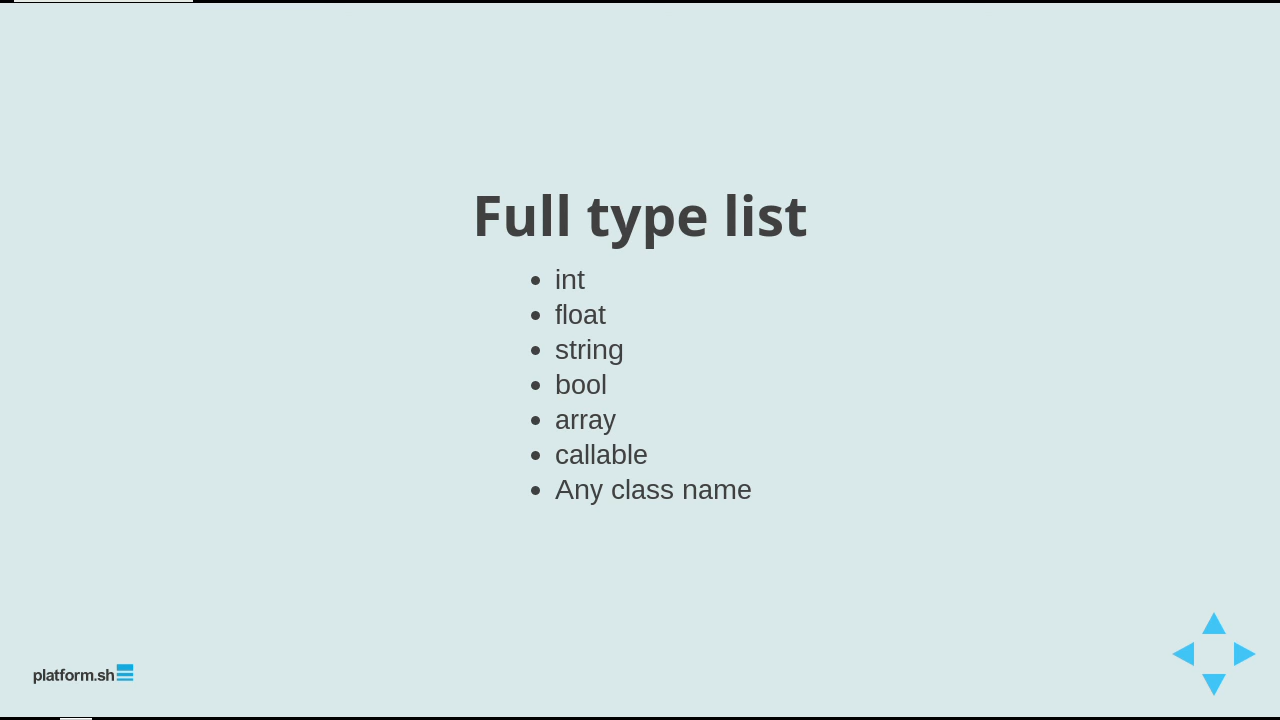 Full type list
int
float
string
bool
array
callable
Any class name
platform.sh